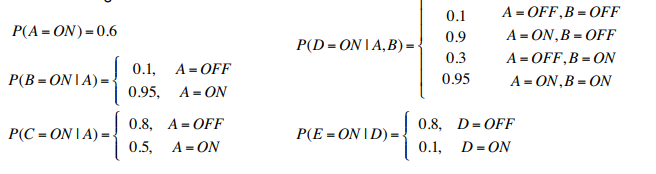 P(A = ON) = 0.6
P(B = ON | A) = { 0.1, A = OFF
0.95, A = ON
P(C = ON | A) = { 0.8, A = OFF
0.5, A = ON
P(D = ON | A, B) = { 0.1 A = OFF, B = OFF
0.9 A = ON, B = OFF
0.3 A = OFF, B = ON
0.95 A = ON, B = ON
P(E = ON | D) = { 0.8, D = OFF
0.1, D = ON